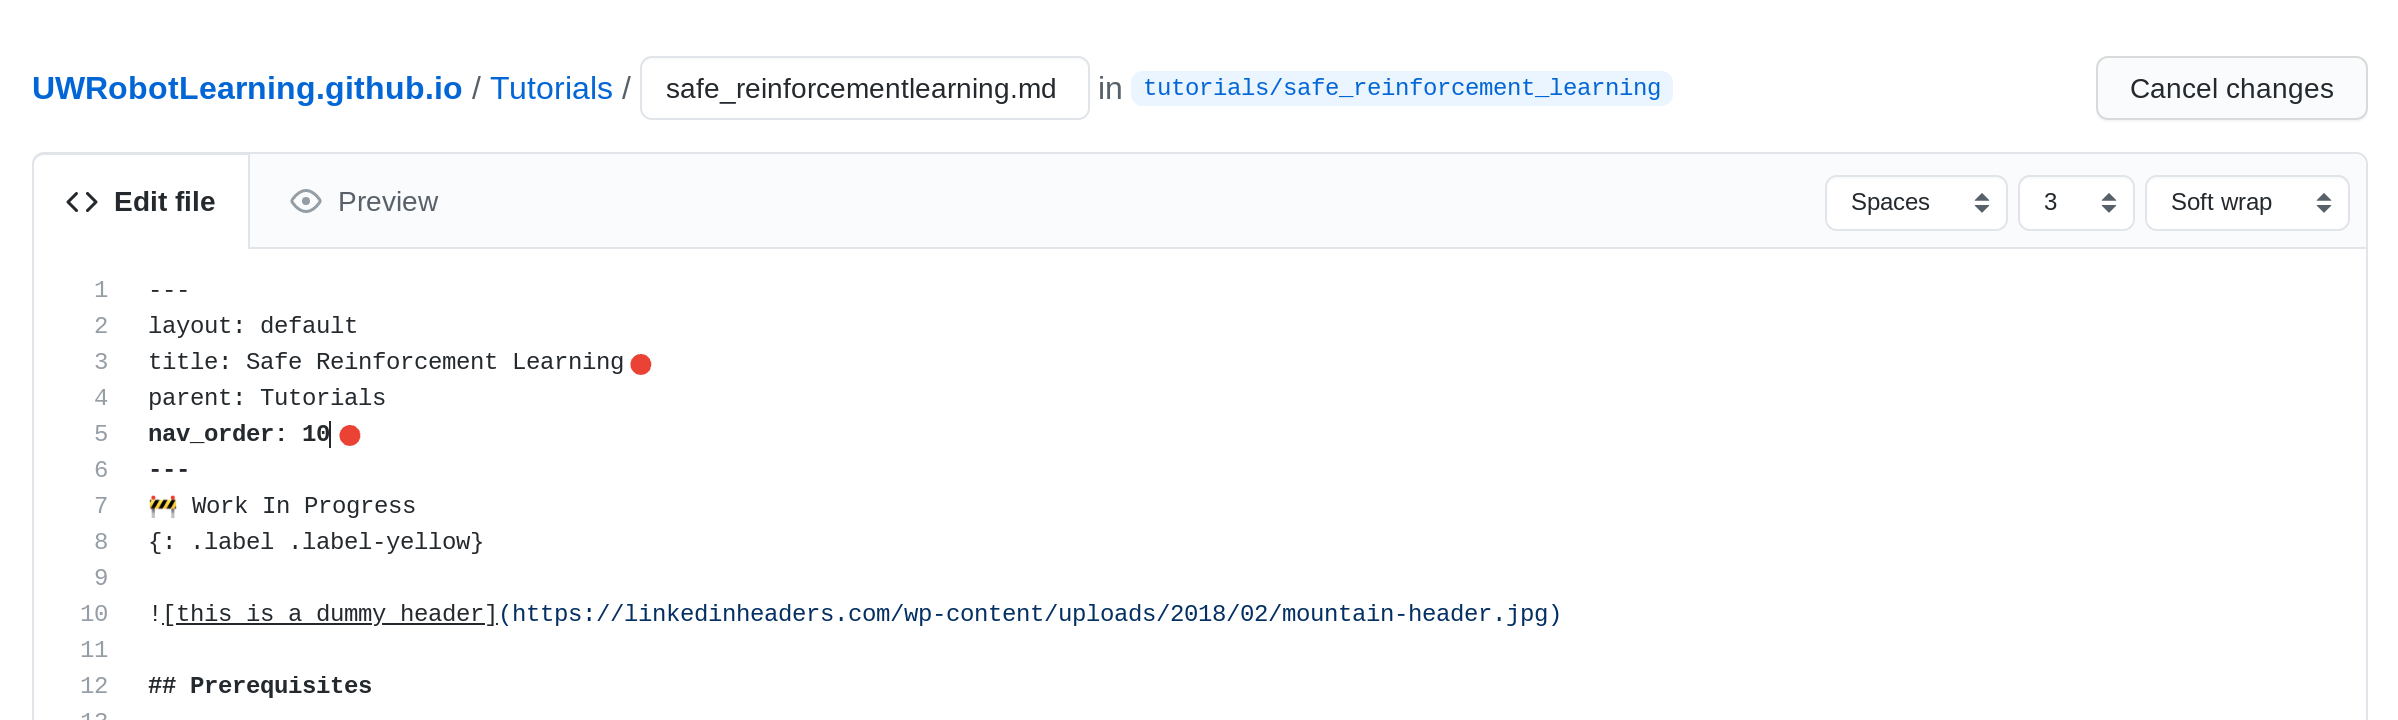 UWRobotLearning.github.io / Tutorials / safe_reinforcementlearning.md in tutorials/safe_reinforcement_learning Cancel changes
Edit file Preview Spaces 3 Soft wrap
1 ---
2 layout: default
3 title: Safe Reinforcement Learning
4 parent: Tutorials
5 nav_order: 10
6 ---
7 🚧 Work In Progress
8 {: .label .label-yellow}
9
10 ![this is a dummy header](https://linkedinheaders.com/wp-content/uploads/2018/02/mountain-header.jpg)
11
12 ## Prerequisites
13